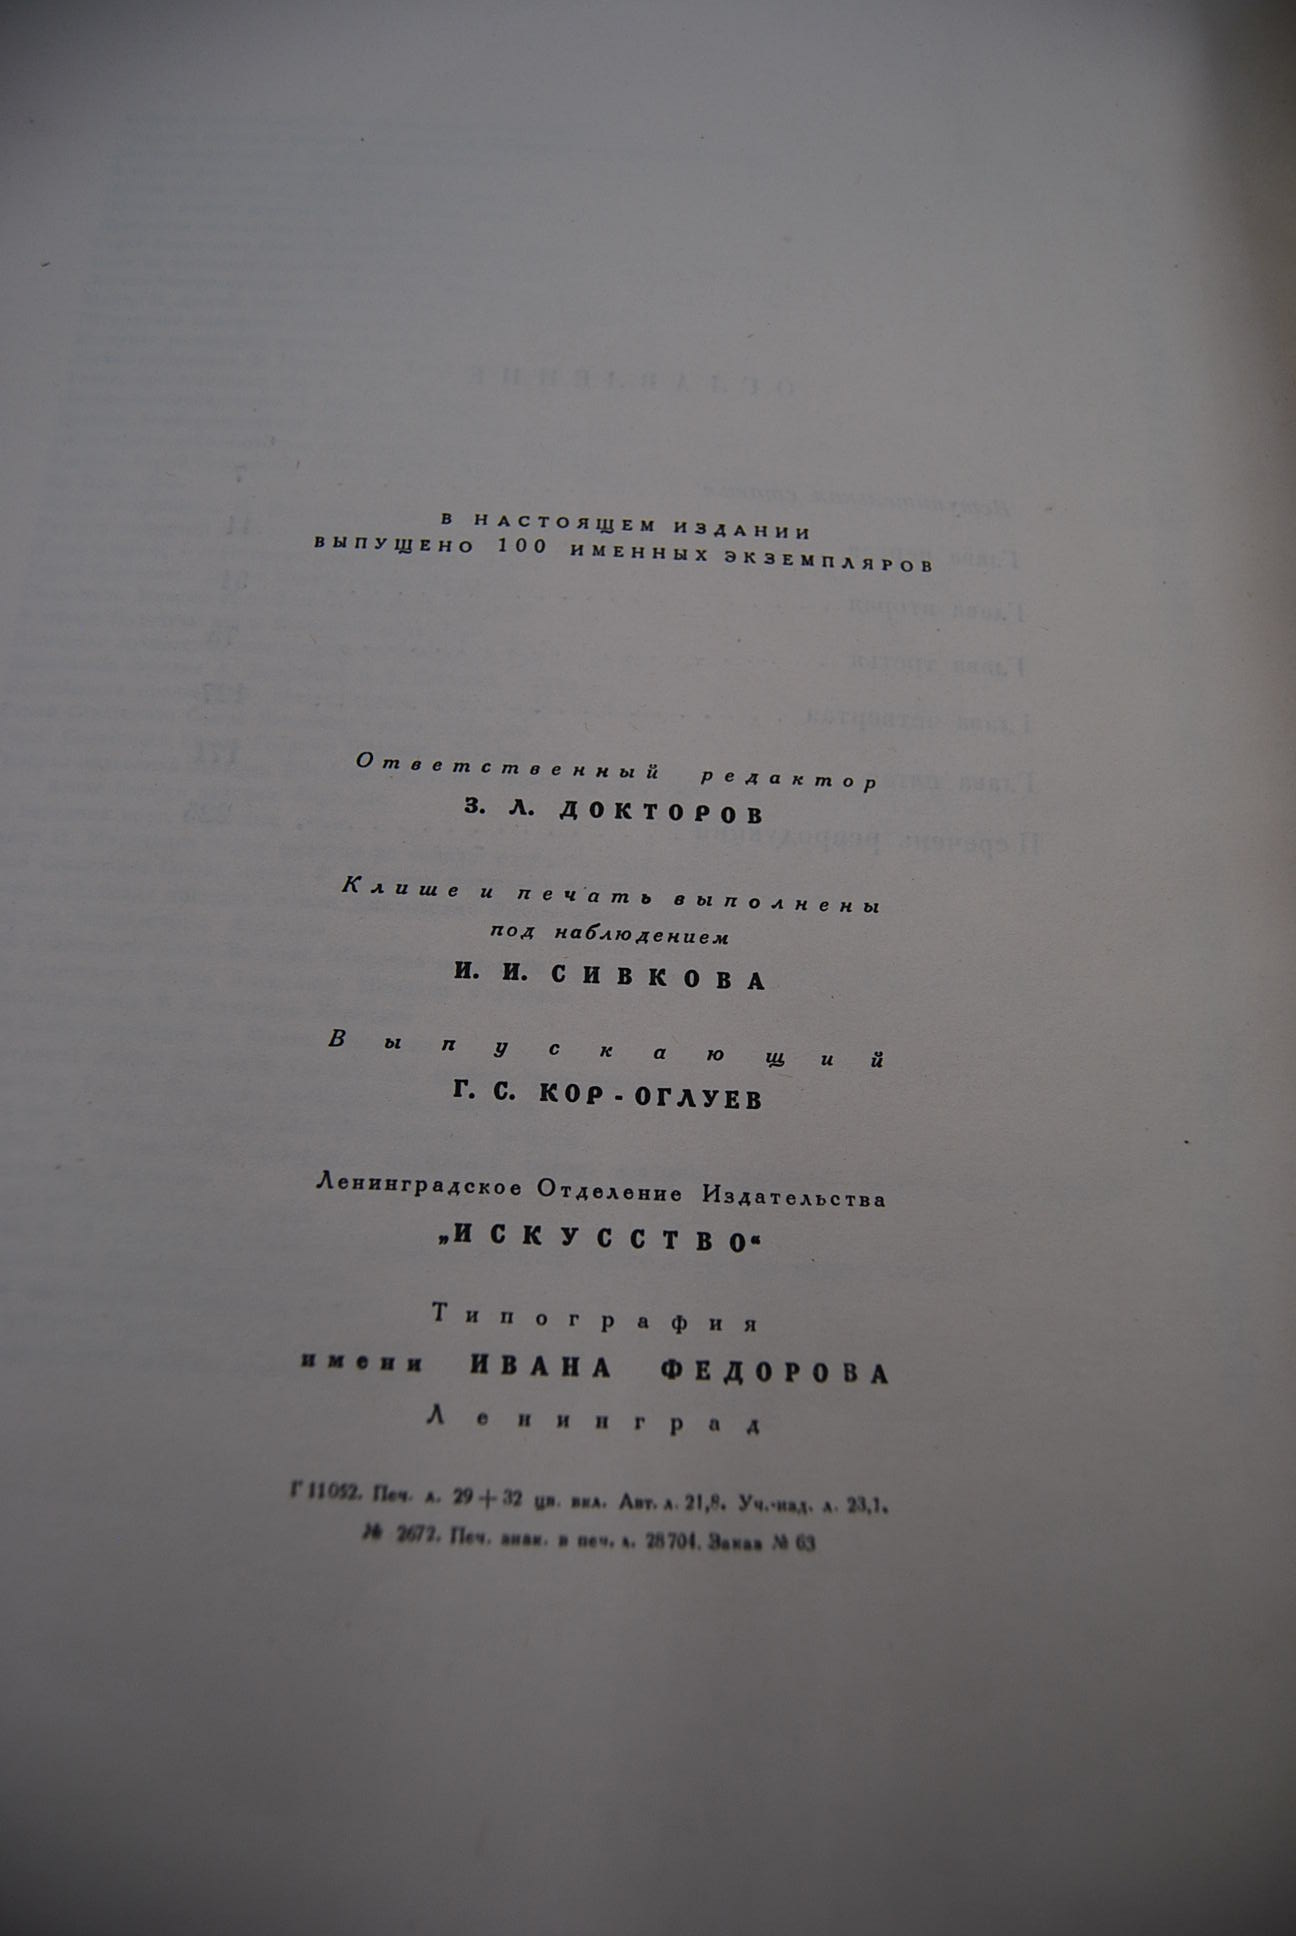 В НАСТОЯЩЕМ ИЗДАНИИ
ВЫПУЩЕНО 100 ИМЕННЫХ ЭКЗЕМПЛЯРОВ
Ответственный редактор
З. Л. ДОКТОРОВ
Клише и печать выполнены
под наблюдением
И. И. СИВКОВА
Выпускающий
Г. С. КОР-ОГЛУЕВ
Ленинградское Отделение Издательства
„ИСКУССТВО“
Типография
имени ИВАНА ФЕДОРОВА
Ленинград
Г 11052. Печ. л. 29 + 32 цв. вкл. Авт. л. 21,8. Уч.-изд. л. 23,1.
№ 2672. Печ. знак. в печ. л. 28704. Заказ № 63